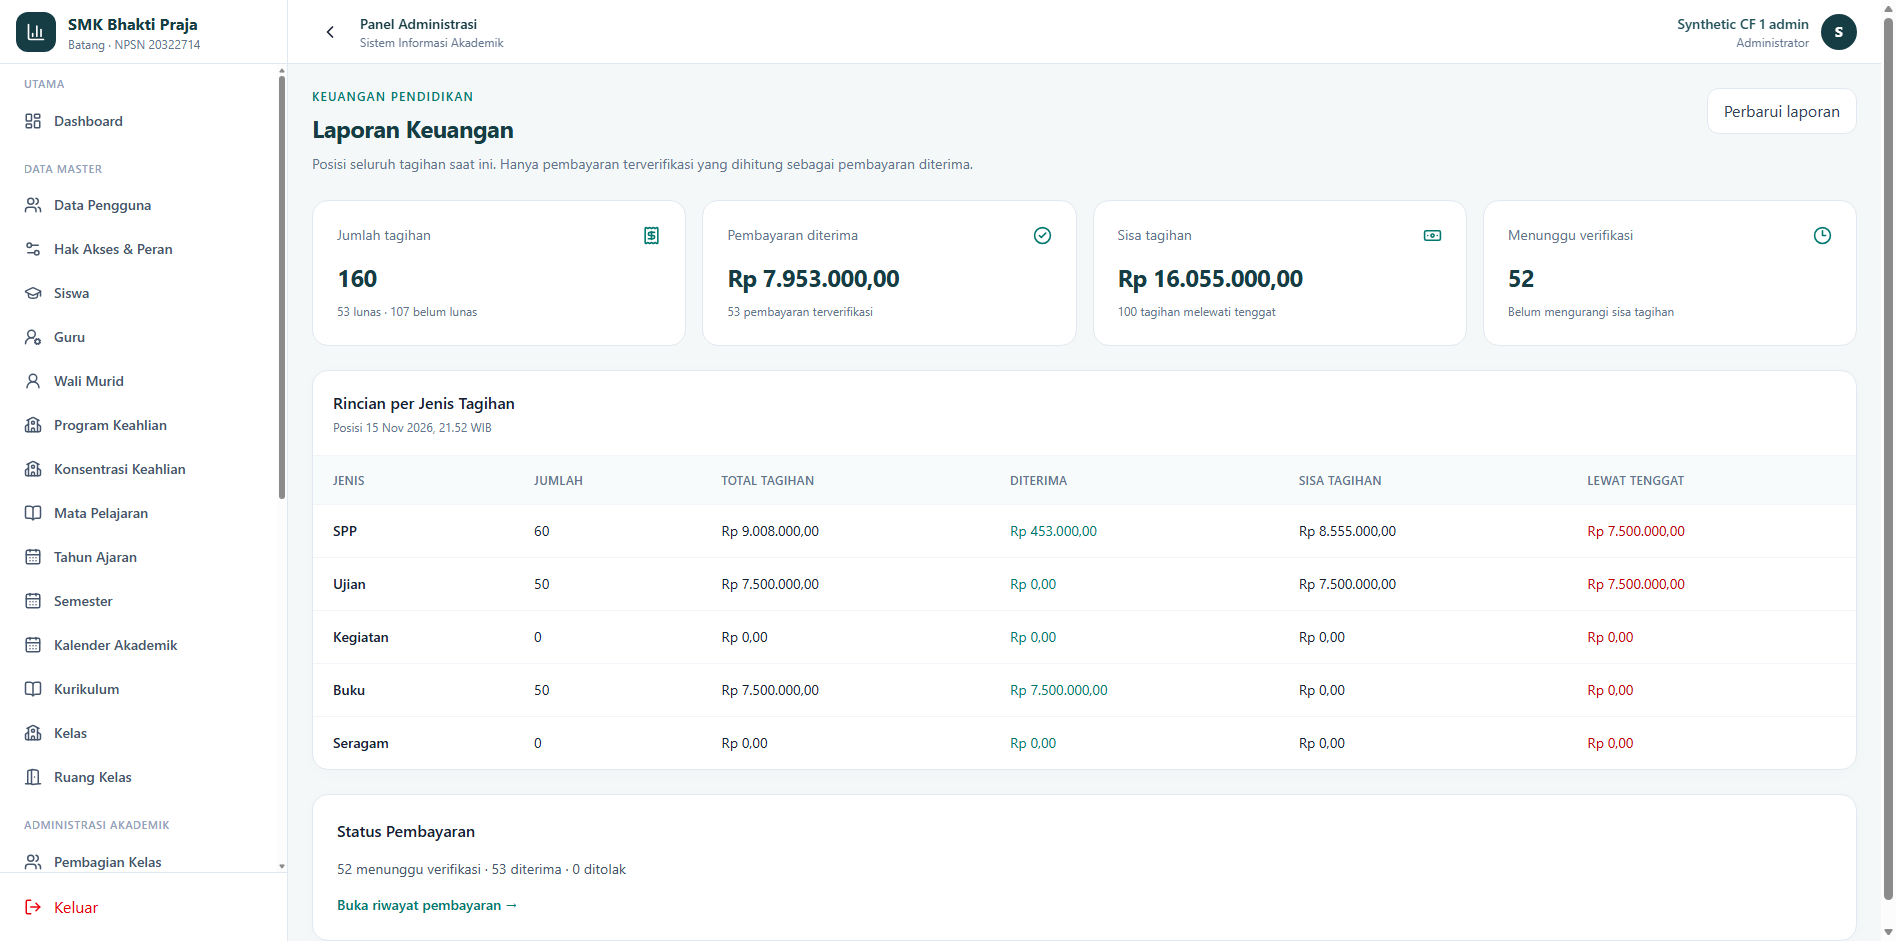 SMK Bhakti Praja
Batang · NPSN 20322714
UTAMA
Dashboard
DATA MASTER
Data Pengguna
Hak Akses & Peran
Siswa
Guru
Wali Murid
Program Keahlian
Konsentrasi Keahlian
Mata Pelajaran
Tahun Ajaran
Semester
Kalender Akademik
Kurikulum
Kelas
Ruang Kelas
ADMINISTRASI AKADEMIK
Pembagian Kelas
Keluar
Panel Administrasi
Sistem Informasi Akademik
Synthetic CF 1 admin
Administrator
S
KEUANGAN PENDIDIKAN
Laporan Keuangan
Posisi seluruh tagihan saat ini. Hanya pembayaran terverifikasi yang dihitung sebagai pembayaran diterima.
Perbarui laporan
Jumlah tagihan
160
53 lunas · 107 belum lunas
Pembayaran diterima
Rp 7.953.000,00
53 pembayaran terverifikasi
Sisa tagihan
Rp 16.055.000,00
100 tagihan melewati tenggat
Menunggu verifikasi
52
Belum mengurangi sisa tagihan
Rincian per Jenis Tagihan
Posisi 15 Nov 2026, 21.52 WIB
JENIS JUMLAH TOTAL TAGIHAN DITERIMA SISA TAGIHAN LEWAT TENGGAT
SPP 60 Rp 9.008.000,00 Rp 453.000,00 Rp 8.555.000,00 Rp 7.500.000,00
Ujian 50 Rp 7.500.000,00 Rp 0,00 Rp 7.500.000,00 Rp 7.500.000,00
Kegiatan 0 Rp 0,00 Rp 0,00 Rp 0,00 Rp 0,00
Buku 50 Rp 7.500.000,00 Rp 7.500.000,00 Rp 0,00 Rp 0,00
Seragam 0 Rp 0,00 Rp 0,00 Rp 0,00 Rp 0,00
Status Pembayaran
52 menunggu verifikasi · 53 diterima · 0 ditolak
Buka riwayat pembayaran →